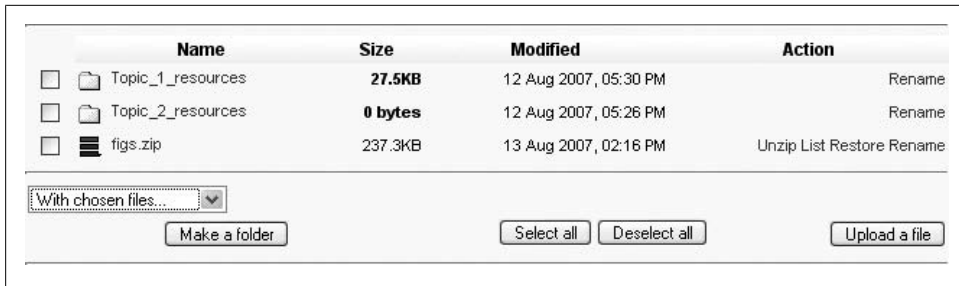 Name Size Modified Action
Topic_1_resources 27.5KB 12 Aug 2007, 05:30 PM Rename
Topic_2_resources 0 bytes 12 Aug 2007, 05:26 PM Rename
figs.zip 237.3KB 13 Aug 2007, 02:16 PM Unzip List Restore Rename
With chosen files...
Make a folder Select all Deselect all Upload a file